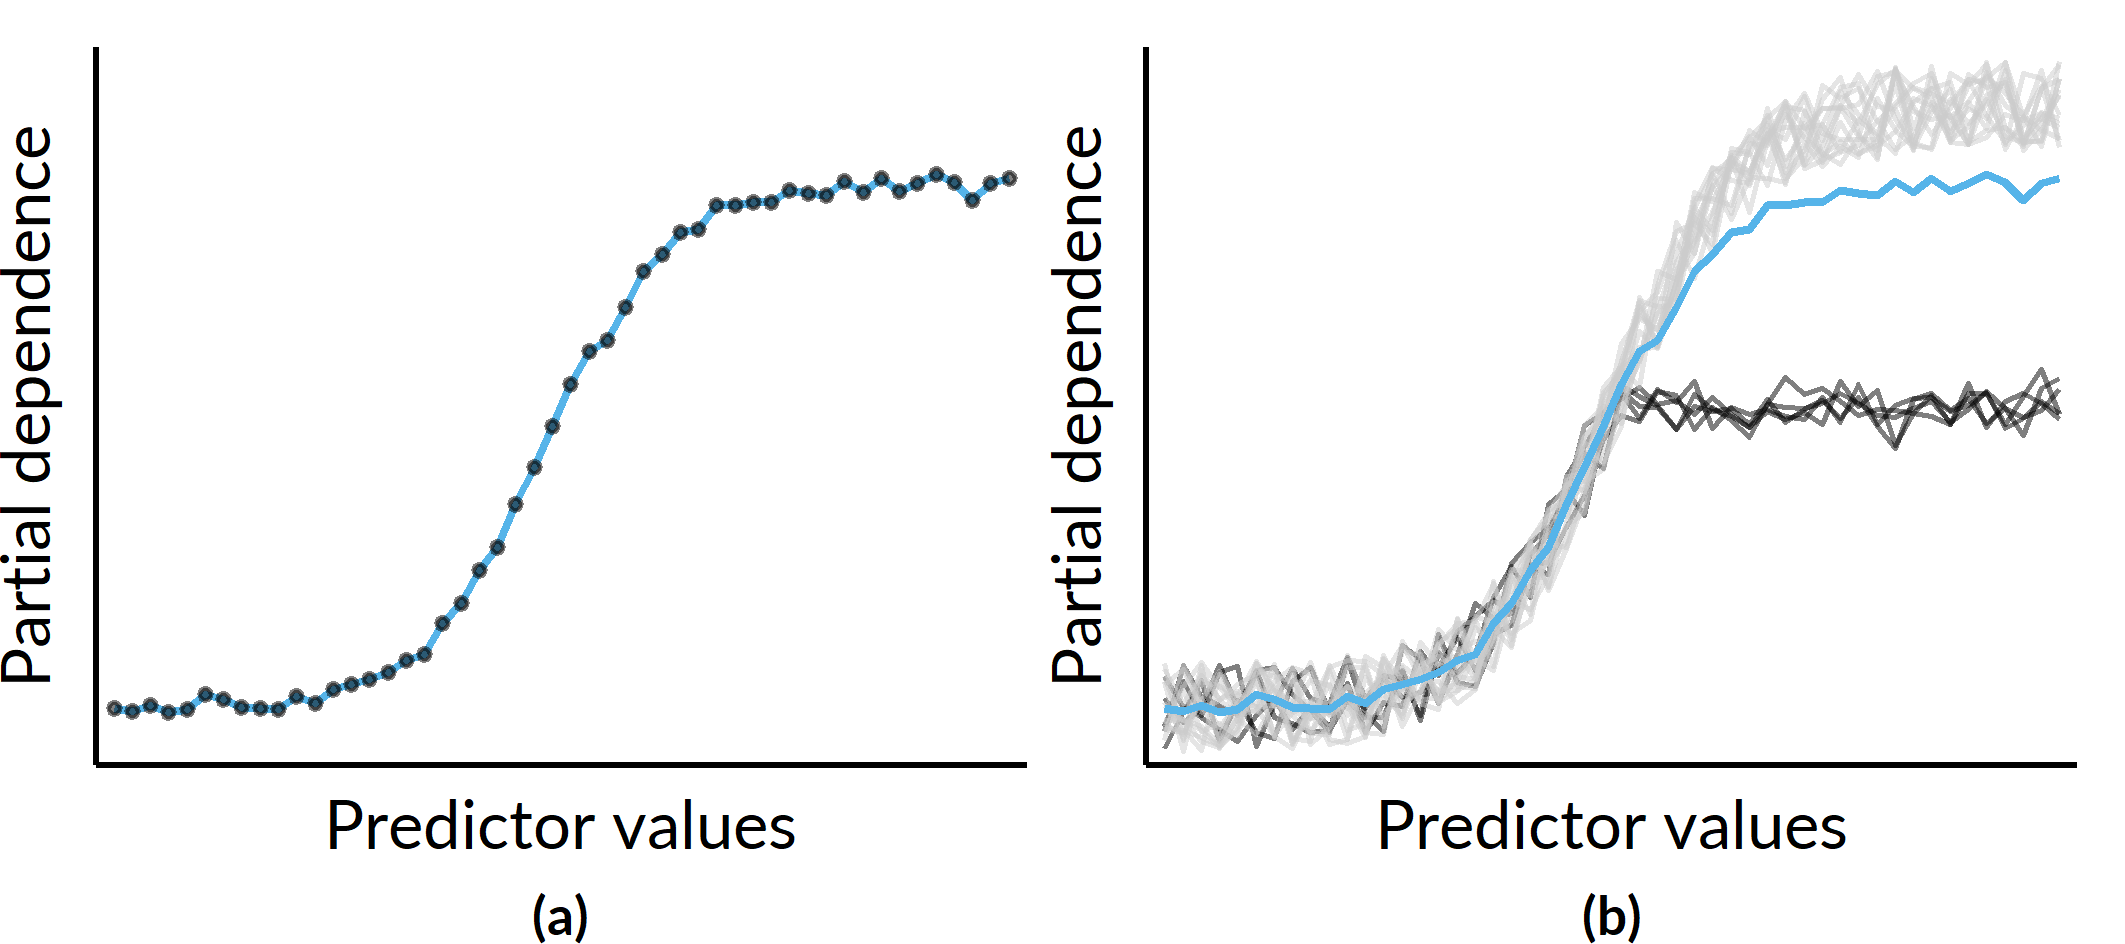 Partial dependence
Predictor values
(a)
Partial dependence
Predictor values
(b)